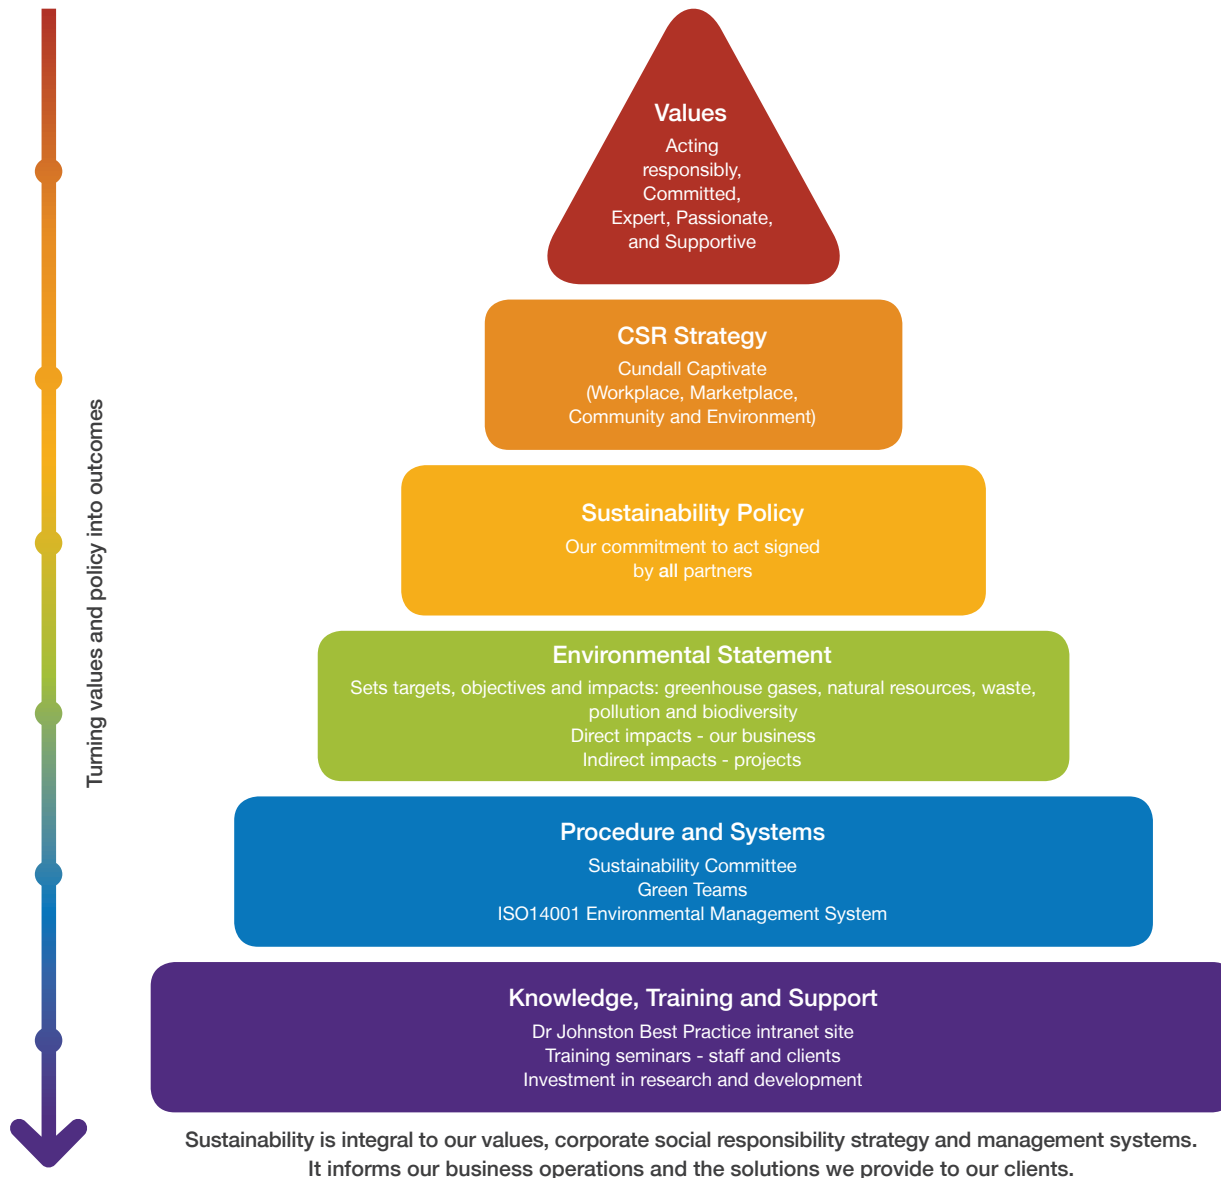 Turning values and policy into outcomes
Values
Acting
responsibly,
Committed,
Expert, Passionate,
and Supportive
CSR Strategy
Cundall Captivate
(Workplace, Marketplace,
Community and Environment)
Sustainability Policy
Our commitment to act signed
by all partners
Environmental Statement
Sets targets, objectives and impacts: greenhouse gases, natural resources, waste,
pollution and biodiversity
Direct impacts - our business
Indirect impacts - projects
Procedure and Systems
Sustainability Committee
Green Teams
ISO14001 Environmental Management System
Knowledge, Training and Support
Dr Johnston Best Practice intranet site
Training seminars - staff and clients
Investment in research and development
Sustainability is integral to our values, corporate social responsibility strategy and management systems.
It informs our business operations and the solutions we provide to our clients.